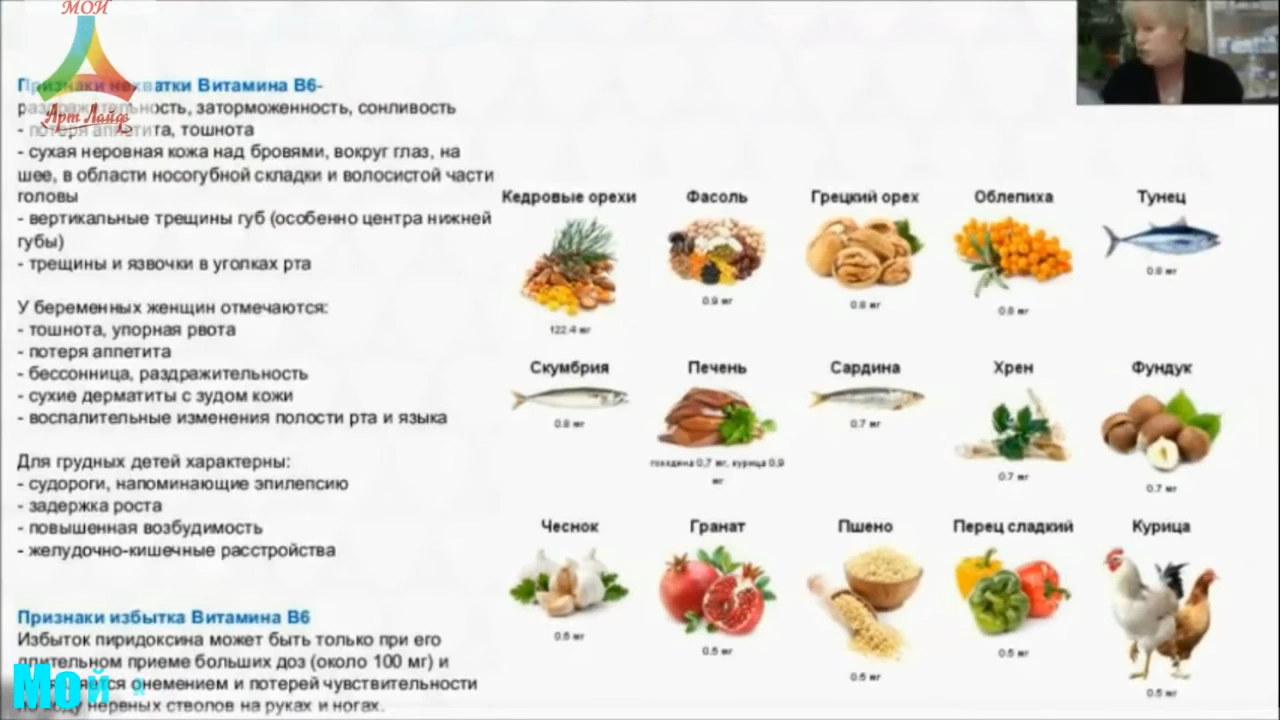 МОЙ
Арт Лайф
Признаки нехватки Витамина В6-
раздражительность, заторможенность, сонливость
- потеря аппетита, тошнота
- сухая неровная кожа над бровями, вокруг глаз, на
шее, в области носогубной складки и волосистой части
головы
- вертикальные трещины губ (особенно центра нижней
губы)
- трещины и язвочки в уголках рта
У беременных женщин отмечаются:
- тошнота, упорная рвота
- потеря аппетита
- бессонница, раздражительность
- сухие дерматиты с зудом кожи
- воспалительные изменения полости рта и языка
Для грудных детей характерны:
- судороги, напоминающие эпилепсию
- задержка роста
- повышенная возбудимость
- желудочно-кишечные расстройства
Признаки избытка Витамина В6
Избыток пиридоксина может быть только при его
длительном приеме больших доз (около 100 мг) и
онемением и потерей чувствительности
ходу нервных стволов на руках и ногах.
Мой
Кедровые орехи Фасоль Грецкий орех Облепиха Тунец
122.4 мг 0.9 мг 0.8 мг 0.8 мг 0.8 мг
Скумбрия Печень Сардина Хрен Фундук
0.8 мг говядина 0,7 мг, курица 0,9 мг 0.7 мг 0.7 мг 0.7 мг
Чеснок Гранат Пшено Перец сладкий Курица
0.6 мг 0.5 мг 0.5 мг 0.5 мг 0.5 мг